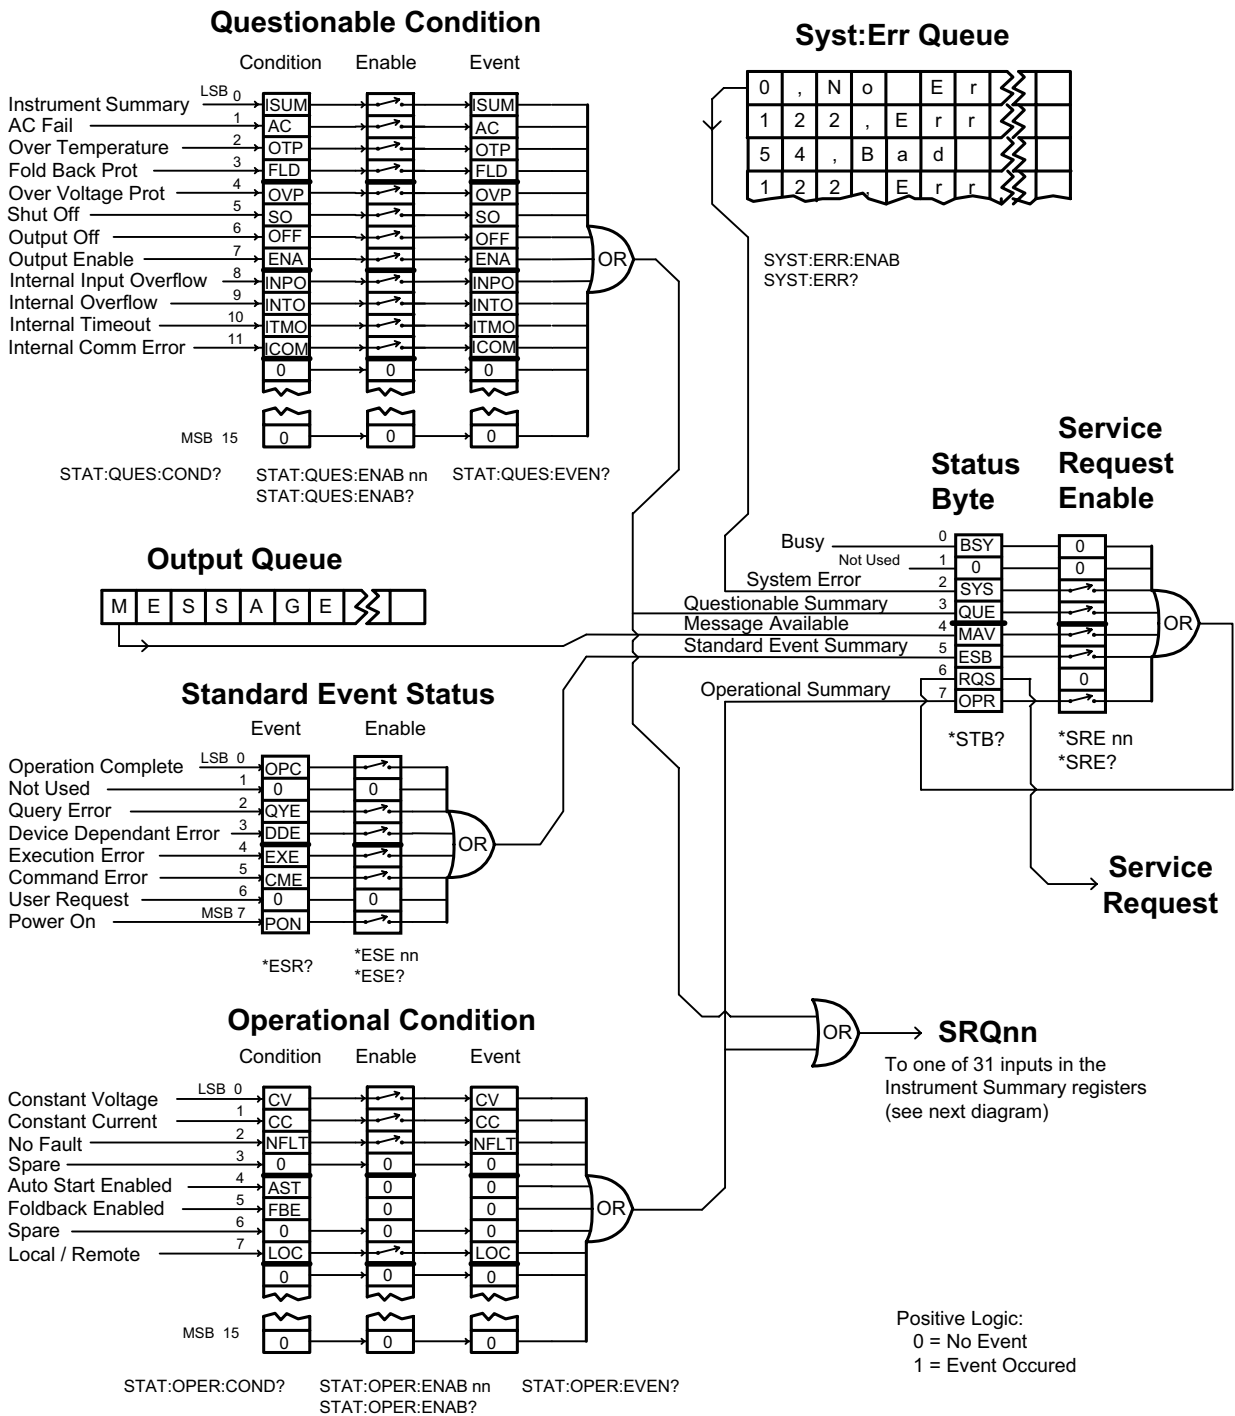 Questionable Condition
Condition Enable Event
Instrument Summary LSB 0 ISUM ISUM
AC Fail 1 AC AC
Over Temperature 2 OTP OTP
Fold Back Prot 3 FLD FLD
Over Voltage Prot 4 OVP OVP
Shut Off 5 SO SO
Output Off 6 OFF OFF
Output Enable 7 ENA ENA
Internal Input Overflow 8 INPO INPO
Internal Overflow 9 INTO INTO
Internal Timeout 10 ITMO ITMO
Internal Comm Error 11 ICOM ICOM
0 0 0
MSB 15 0 0 0
OR
STAT:QUES:COND? STAT:QUES:ENAB nn STAT:QUES:EVEN?
STAT:QUES:ENAB?
Syst:Err Queue
0 , N o E r
1 2 2 , E r r
5 4 , B a d
1 2 2 , E r r
SYST:ERR:ENAB
SYST:ERR?
Output Queue
M E S S A G E
Status
Byte
Service
Request
Enable
Busy 0 BSY 0
Not Used 1 0 0
System Error 2 SYS
Questionable Summary 3 QUE
Message Available 4 MAV
Standard Event Summary 5 ESB
6 RQS 0
Operational Summary 7 OPR
OR
*STB? *SRE nn
*SRE?
Service
Request
Standard Event Status
Event Enable
Operation Complete LSB 0 OPC
Not Used 1 0 0
Query Error 2 QYE
Device Dependant Error 3 DDE
Execution Error 4 EXE
Command Error 5 CME
User Request 6 0 0
Power On MSB 7 PON
OR
*ESR? *ESE nn
*ESE?
Operational Condition
Condition Enable Event
Constant Voltage LSB 0 CV CV
Constant Current 1 CC CC
No Fault 2 NFLT NFLT
Spare 3 0 0 0
Auto Start Enabled 4 AST 0 0
Foldback Enabled 5 FBE 0 0
Spare 6 0 0 0
Local / Remote 7 LOC LOC
0 0 0
MSB 15 0 0 0
OR
STAT:OPER:COND? STAT:OPER:ENAB nn STAT:OPER:EVEN?
STAT:OPER:ENAB?
OR
SRQnn
To one of 31 inputs in the
Instrument Summary registers
(see next diagram)
Positive Logic:
0 = No Event
1 = Event Occured